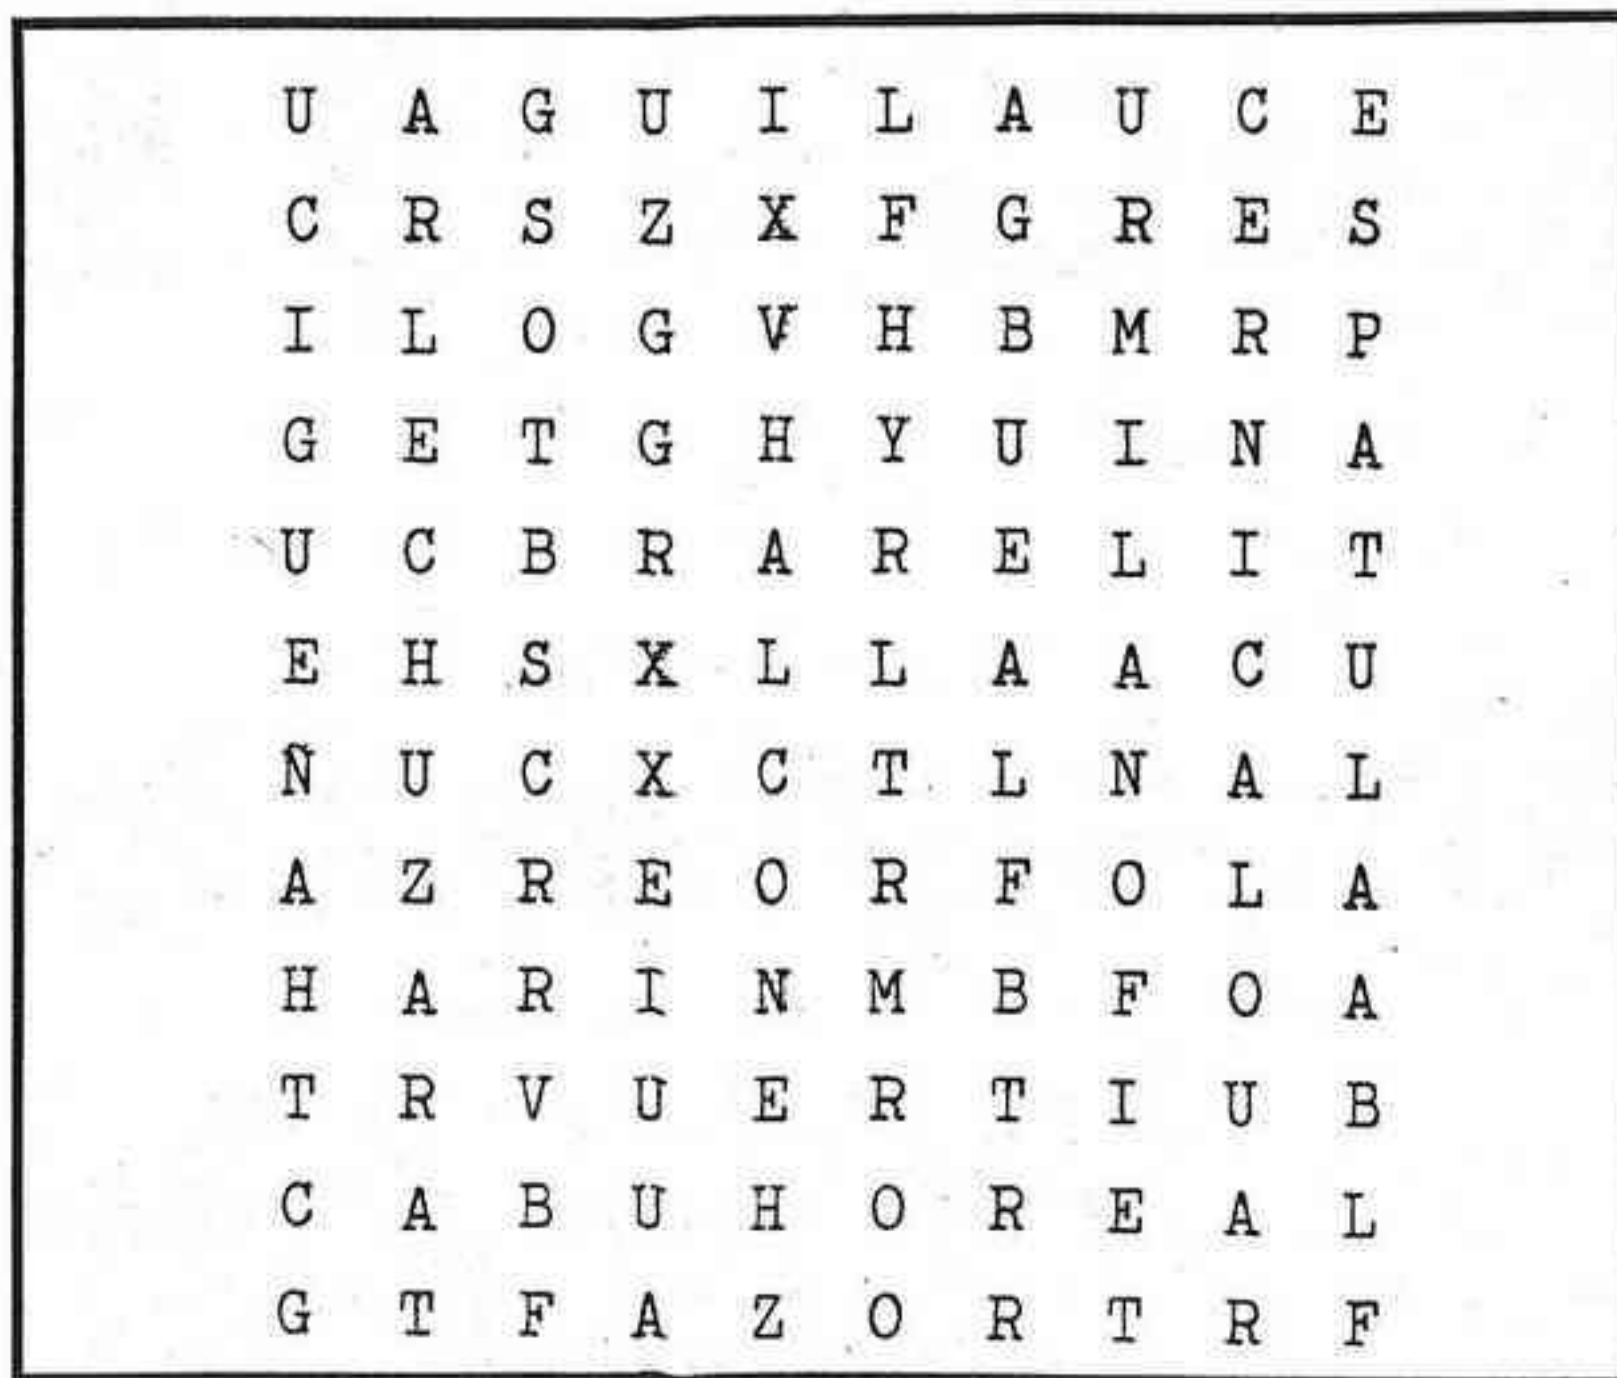 U A G U I L A U C E
C R S Z X F G R E S
I L O G V H B M R P
G E T G H Y U I N A
U C B R A R E L I T
E H S X L L A A C U
Ñ U C X C T L N A L
A Z R E O R F O L A
H A R I N M B F O A
T R V U E R T I U B
C A B U H O R E A L
G T F A Z O R T R F